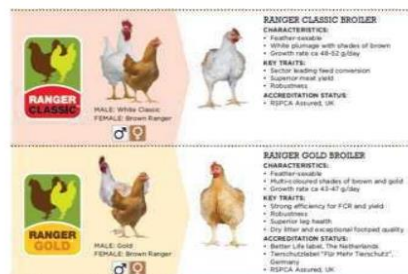 RANGER
CLASSIC
MALE: White Classic
FEMALE: Brown Ranger
RANGER CLASSIC BROILER
CHARACTERISTICS:
• Feather-sexable
• White plumage with shades of brown
• Growth rate ca 48-52 g/day
KEY TRAITS:
• Sector leading feed conversion
• Superior meat yield
• Robustness
ACCREDITATION STATUS:
• RSPCA Assured, UK
RANGER
GOLD
MALE: Gold
FEMALE: Brown Ranger
RANGER GOLD BROILER
CHARACTERISTICS:
• Feather-sexable
• Multi-coloured shades of brown and gold
• Growth rate ca 43-47 g/day
KEY TRAITS:
• Strong efficiency for FCR and yield
• Robustness
• Superior leg health
• Dry litter and exceptional footpad quality
ACCREDITATION STATUS:
• Better Life label, The Netherlands
• Tierschutzlabel "Für Mehr Tierschutz",
Germany
• RSPCA Assured, UK